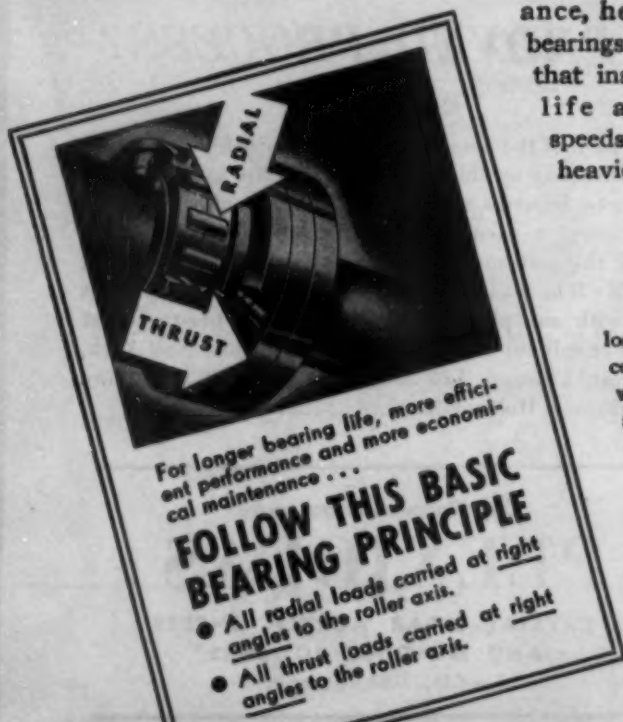 ance, he
bearings
that ins
life a
speeds
heavie
lo
co
w
RADIAL
THRUST
For longer bearing life, more effici-
ent performance and more economi-
cal maintenance . . .
FOLLOW THIS BASIC
BEARING PRINCIPLE
● All radial loads carried at right
angles to the roller axis.
● All thrust loads carried at right
angles to the roller axis.